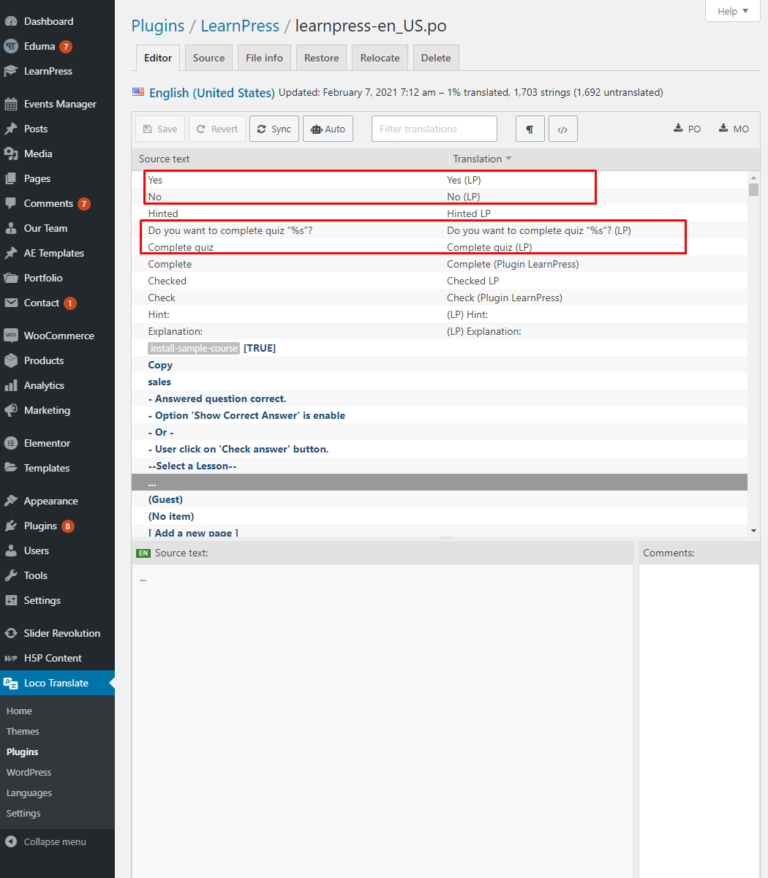 Help ▼
Dashboard
Eduma 7
LearnPress
Events Manager
Posts
Media
Pages
Comments 7
Our Team
AE Templates
Portfolio
Contact 1
WooCommerce
Products
Analytics
Marketing
Elementor
Templates
Appearance
Plugins 8
Users
Tools
Settings
Slider Revolution
H5P H5P Content
Loco Translate
Home
Themes
Plugins
WordPress
Languages
Settings
Collapse menu
Plugins / LearnPress / learnpress-en_US.po
Editor Source File info Restore Relocate Delete
English (United States) Updated: February 7, 2021 7:12 am – 1% translated, 1,703 strings (1,692 untranslated)
Save Revert Sync Auto Filter translations ¶ </> PO MO
Source text Translation
Yes Yes (LP)
No No (LP)
Hinted Hinted LP
Do you want to complete quiz "%s"? Do you want to complete quiz "%s"? (LP)
Complete quiz Complete quiz (LP)
Complete Complete (Plugin LearnPress)
Checked Checked LP
Check Check (Plugin LearnPress)
Hint: (LP) Hint:
Explanation: (LP) Explanation:
install-sample-course [TRUE]
Copy
sales
- Answered question correct.
- Option 'Show Correct Answer' is enable
- Or -
- User click on 'Check answer' button.
--Select a Lesson--
...
(Guest)
(No item)
[ Add a new page ]
EN Source text:
...
Comments: